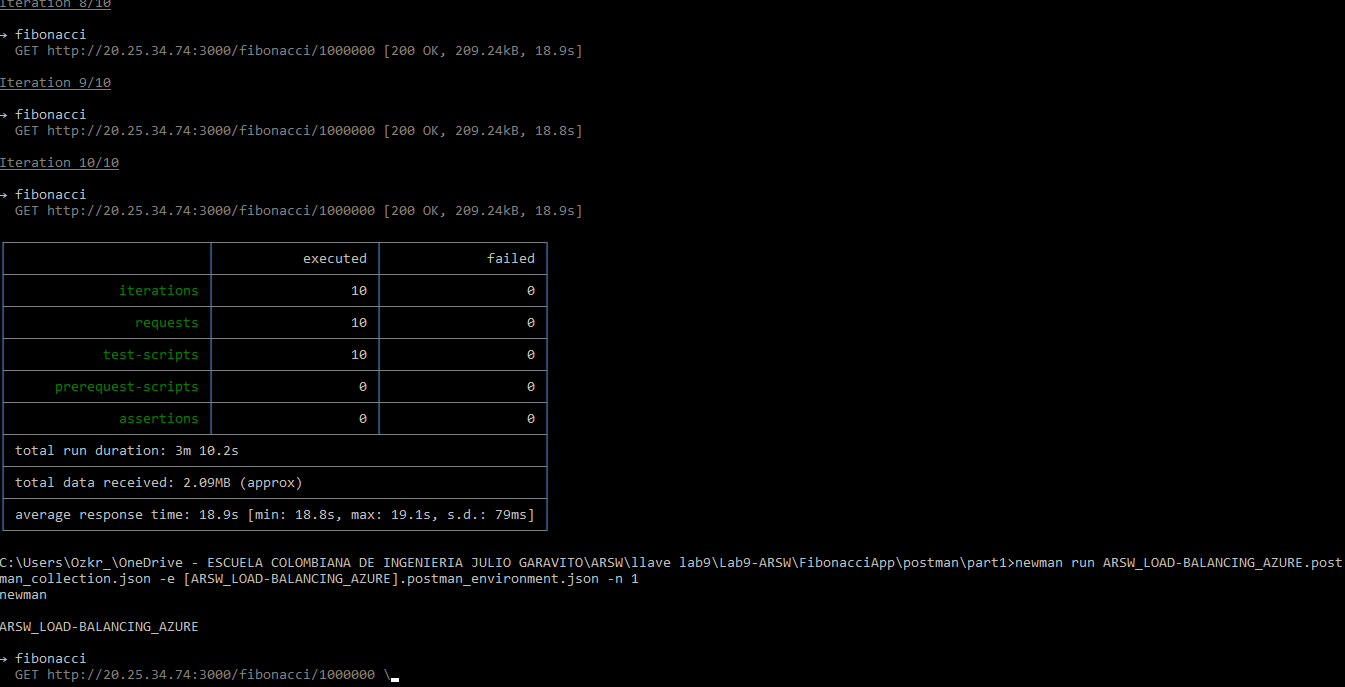 Iteration 8/10
→ fibonacci
GET http://20.25.34.74:3000/fibonacci/1000000 [200 OK, 209.24kB, 18.9s]
Iteration 9/10
→ fibonacci
GET http://20.25.34.74:3000/fibonacci/1000000 [200 OK, 209.24kB, 18.8s]
Iteration 10/10
→ fibonacci
GET http://20.25.34.74:3000/fibonacci/1000000 [200 OK, 209.24kB, 18.9s]
executed failed
iterations 10 0
requests 10 0
test-scripts 10 0
prerequest-scripts 0 0
assertions 0 0
total run duration: 3m 10.2s
total data received: 2.09MB (approx)
average response time: 18.9s [min: 18.8s, max: 19.1s, s.d.: 79ms]
C:\Users\Ozkr_\OneDrive - ESCUELA COLOMBIANA DE INGENIERIA JULIO GARAVITO\ARSW\llave lab9\Lab9-ARSW\FibonacciApp\postman\part1>newman run ARSW_LOAD-BALANCING_AZURE.post
man_collection.json -e [ARSW_LOAD-BALANCING_AZURE].postman_environment.json -n 1
newman
ARSW_LOAD-BALANCING_AZURE
→ fibonacci
GET http://20.25.34.74:3000/fibonacci/1000000 \